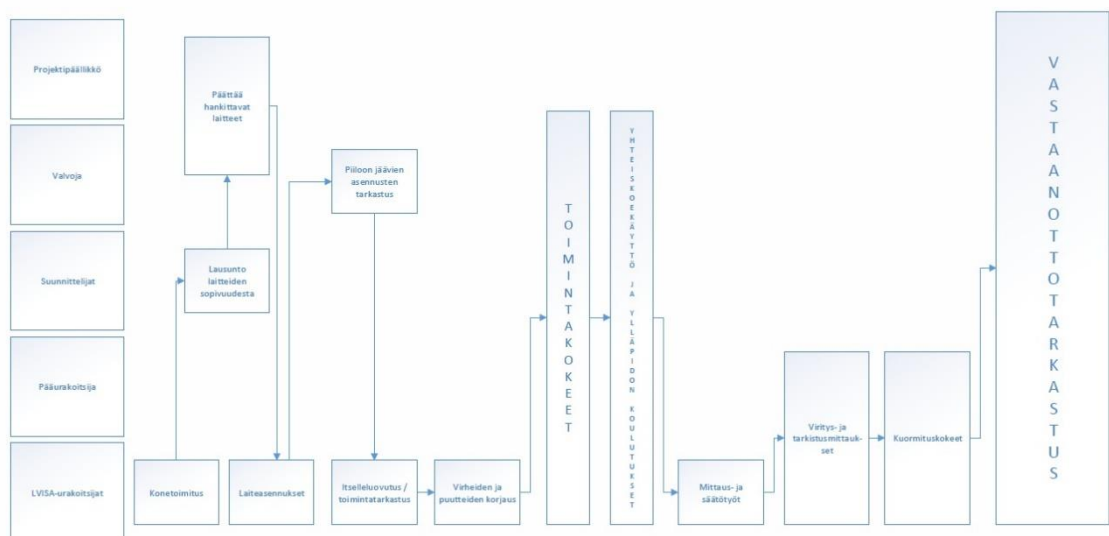 Projektipäällikkö
Valvoja
Suunnittelijat
Pääurakoitsija
LVISA-urakoitsijat
Konetoimitus
Lausunto
laitteiden
sopivuudesta
Päättää
hankittavat
laitteet
Laiteasennukset
Piiloon jäävien
asennusten
tarkastus
Itselleluovutus /
toimintatarkastus
Virheiden ja
puutteiden korjaus
TOIMINTAKOKEET
YHTEISKOEKÄYTTÖ JA YLLÄPIDON KOULUTUKSET
Mittaus- ja
säätötyöt
Viritys- ja
tarkistusmittauk-
set
Kuormituskokeet
VASTAANOTTOTARKASTUS